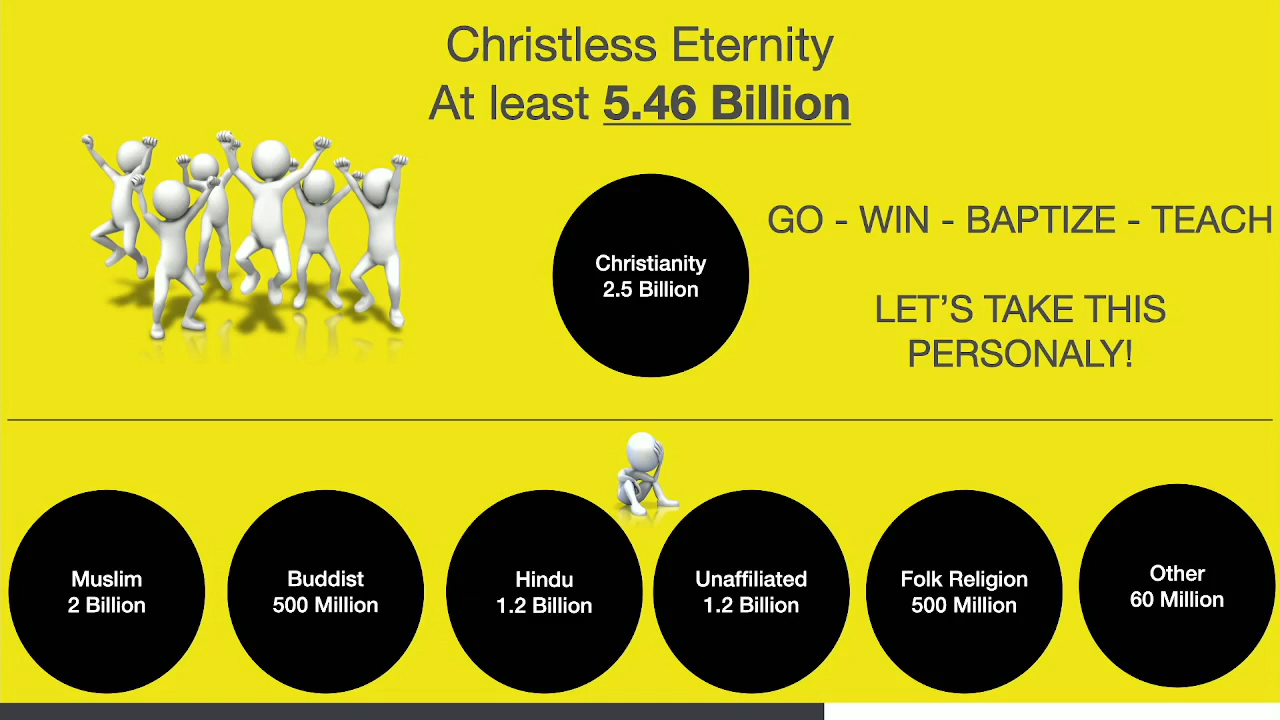 Christless Eternity
At least 5.46 Billion
Christianity
2.5 Billion
GO - WIN - BAPTIZE - TEACH
LET’S TAKE THIS
PERSONALY!
Muslim
2 Billion
Buddist
500 Million
Hindu
1.2 Billion
Unaffiliated
1.2 Billion
Folk Religion
500 Million
Other
60 Million